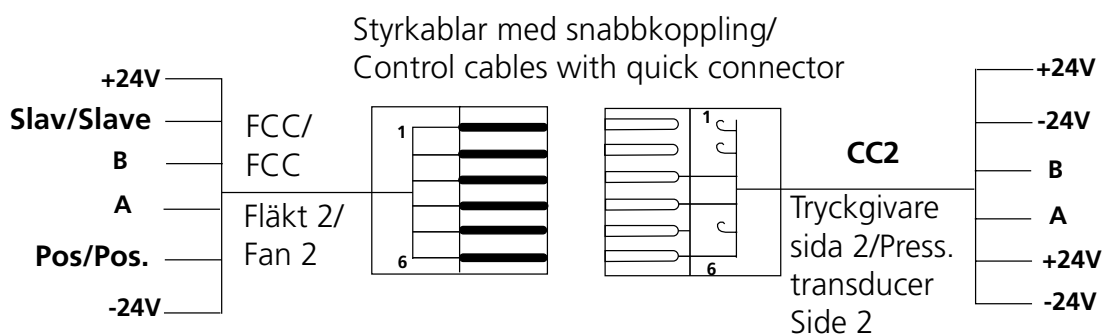 Styrkablar med snabbkoppling/
Control cables with quick connector
+24V
Slav/Slave
B
A
Pos/Pos.
-24V
FCC/
FCC
Fläkt 2/
Fan 2
1
6
1
6
CC2
Tryckgivare
sida 2/Press.
transducer
Side 2
+24V
-24V
B
A
+24V
-24V